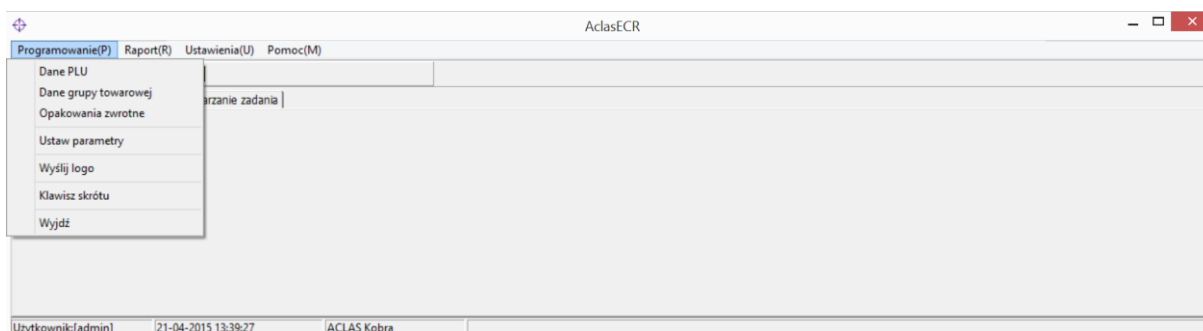 AclasECR
Programowanie(P) Raport(R) Ustawienia(U) Pomoc(M)
Dane PLU
Dane grupy towarowej
arzanie zadania
Opakowania zwrotne
Ustaw parametry
Wyślij logo
Klawisz skrótu
Wyjdź
Użytkownik:[admin] 21-04-2015 13:39:27 ACLAS Kobra